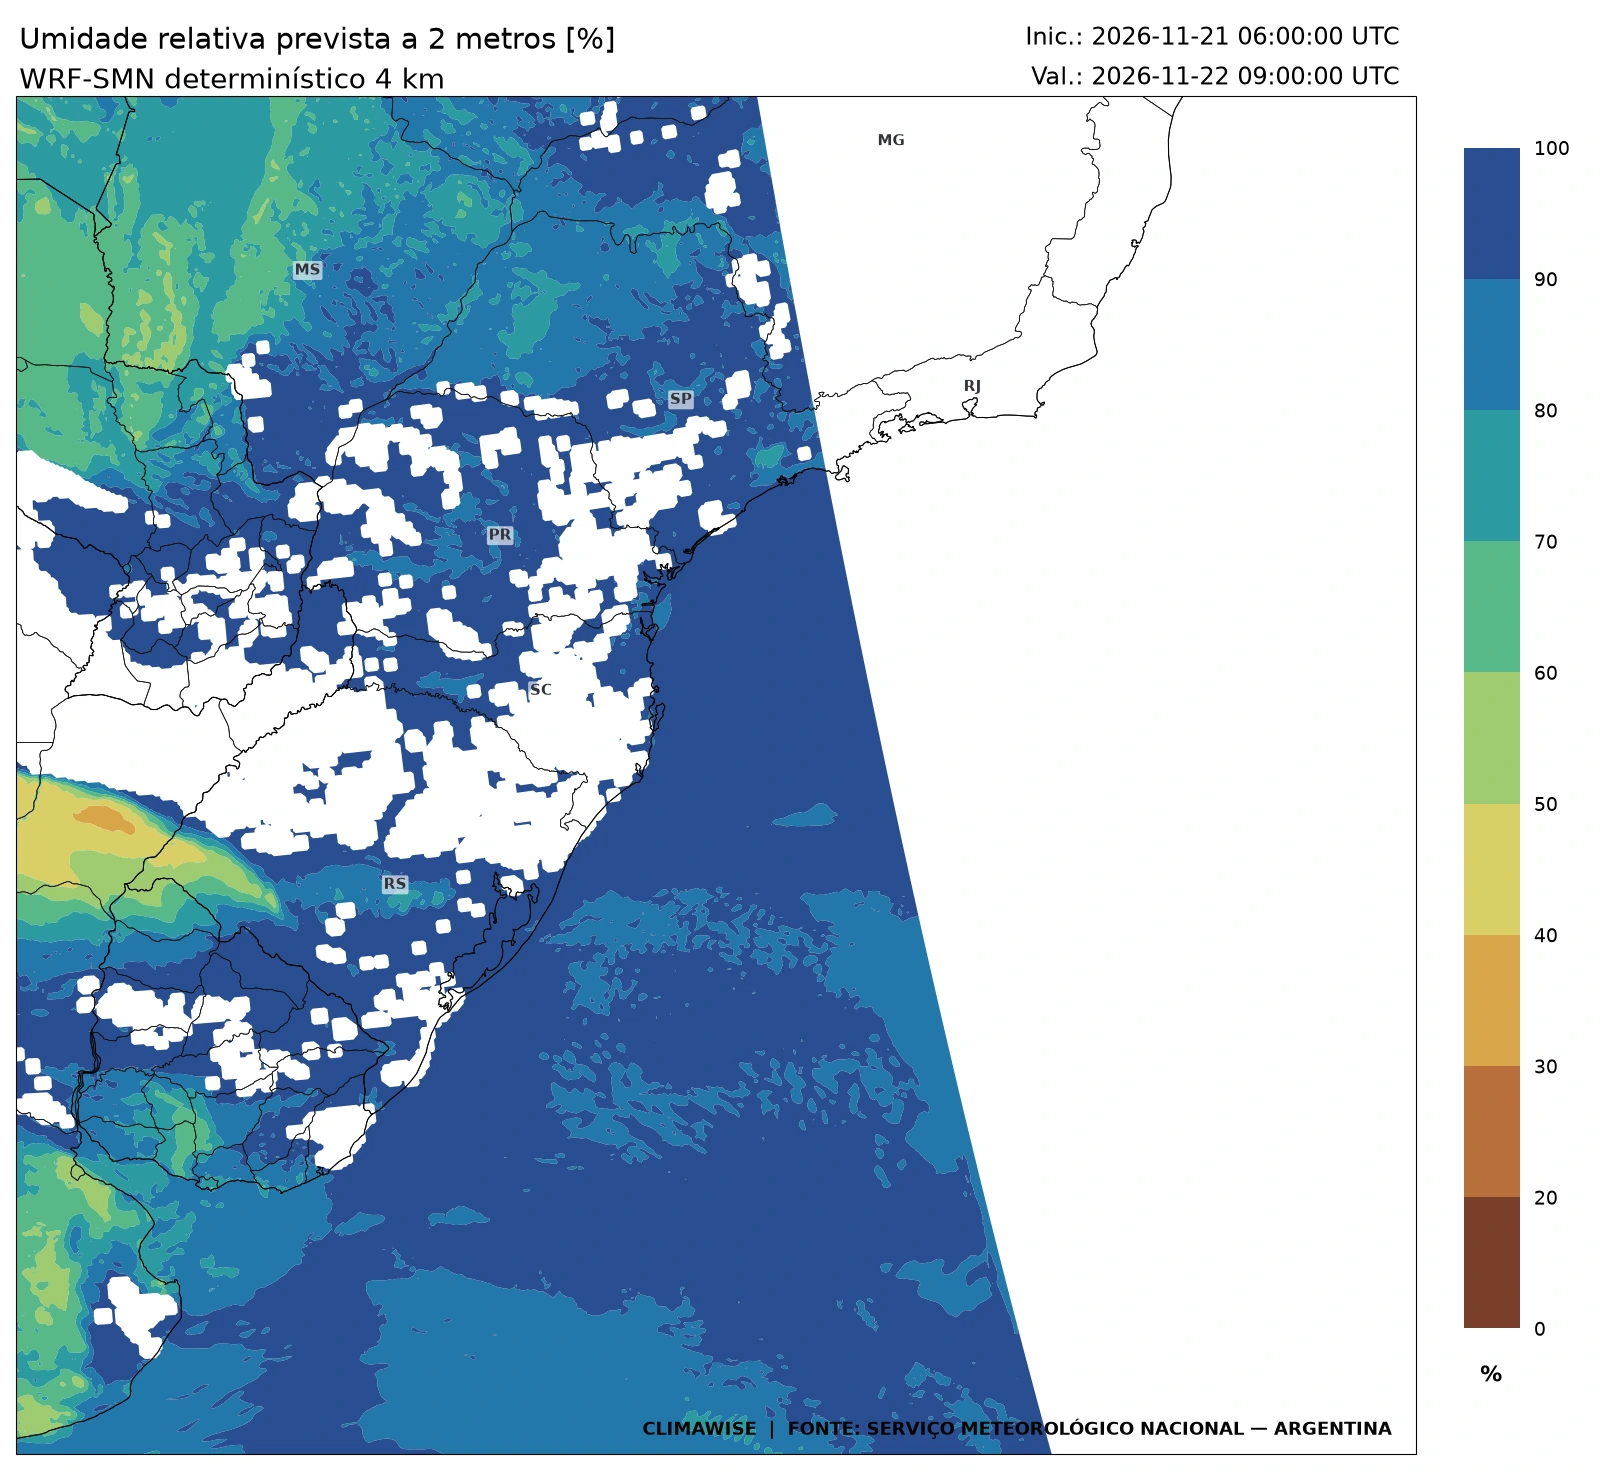 Umidade relativa prevista a 2 metros [%]
WRF-SMN determinístico 4 km
Inic.: 2026-11-21 06:00:00 UTC
Val.: 2026-11-22 09:00:00 UTC
MG
MS
RJ
SP
PR
SC
RS
100
90
80
70
60
50
40
30
20
0
%
CLIMAWISE | FONTE: SERVIÇO METEOROLÓGICO NACIONAL — ARGENTINA